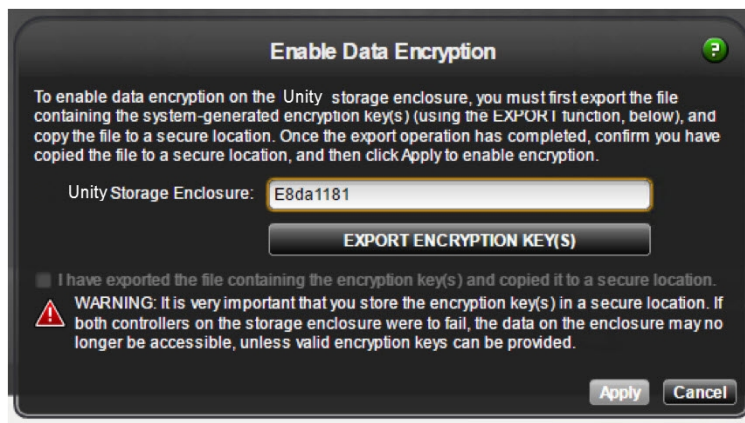 Enable Data Encryption
?
To enable data encryption on the Unity storage enclosure, you must first export the file
containing the system-generated encryption key(s) (using the EXPORT function, below), and
copy the file to a secure location. Once the export operation has completed, confirm you have
copied the file to a secure location, and then click Apply to enable encryption.
Unity Storage Enclosure: E8da1181
EXPORT ENCRYPTION KEY(S)
I have exported the file containing the encryption key(s) and copied it to a secure location.
WARNING: It is very important that you store the encryption key(s) in a secure location. If
both controllers on the storage enclosure were to fail, the data on the enclosure may no
longer be accessible, unless valid encryption keys can be provided.
Apply Cancel